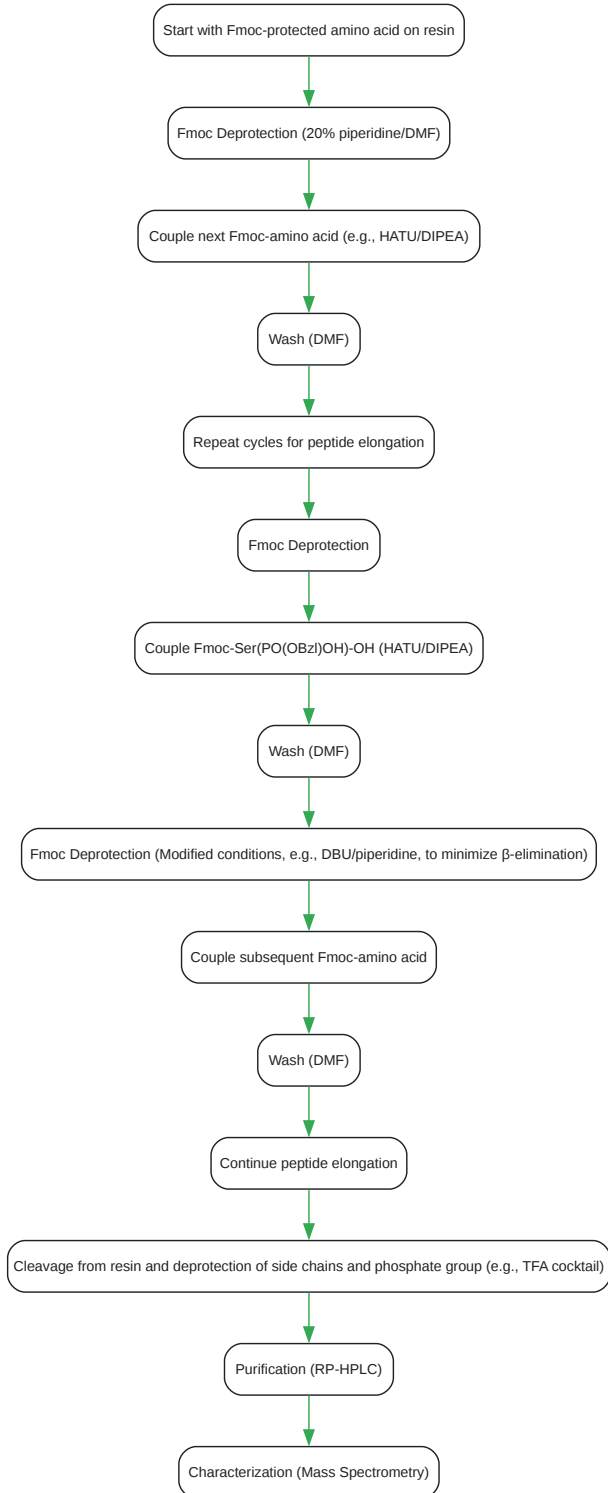 Start with Fmoc-protected amino acid on resin
Fmoc Deprotection (20% piperidine/DMF)
Couple next Fmoc-amino acid (e.g., HATU/DIPEA)
Wash (DMF)
Repeat cycles for peptide elongation
Fmoc Deprotection
Couple Fmoc-Ser(PO(OBzl)OH)-OH (HATU/DIPEA)
Wash (DMF)
Fmoc Deprotection (Modified conditions, e.g., DBU/piperidine, to minimize β-elimination)
Couple subsequent Fmoc-amino acid
Wash (DMF)
Continue peptide elongation
Cleavage from resin and deprotection of side chains and phosphate group (e.g., TFA cocktail)
Purification (RP-HPLC)
Characterization (Mass Spectrometry)